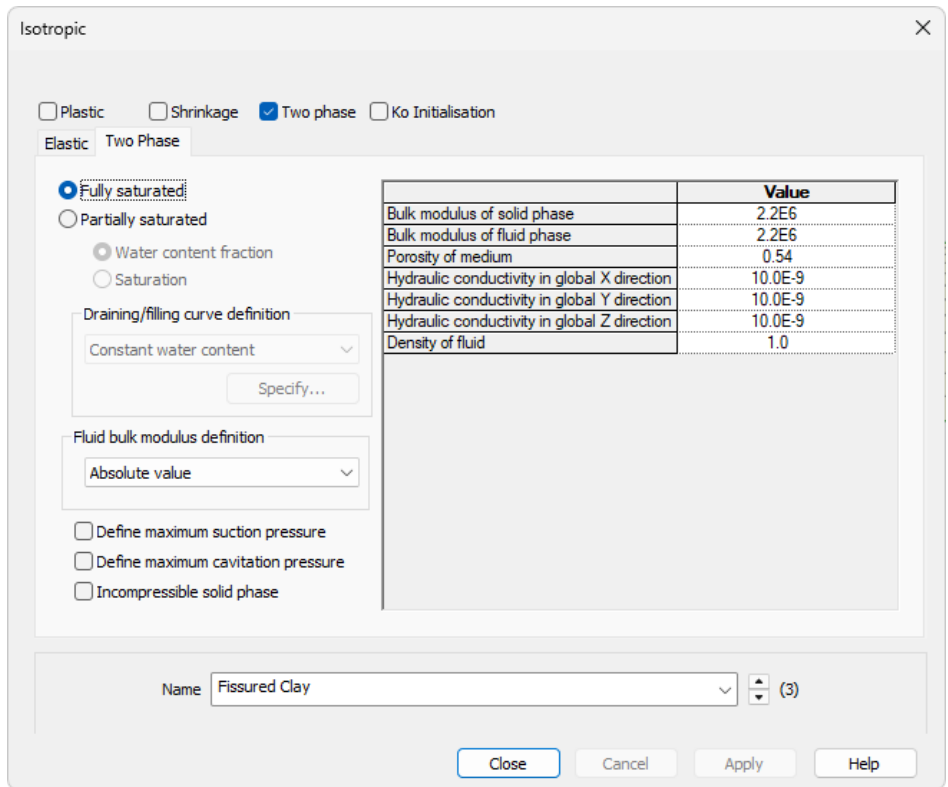 Isotropic
Plastic Shrinkage Two phase Ko Initialisation
Elastic Two Phase
Fully saturated
Partially saturated
Water content fraction
Saturation
Draining/filling curve definition
Constant water content
Specify...
Fluid bulk modulus definition
Absolute value
Define maximum suction pressure
Define maximum cavitation pressure
Incompressible solid phase
Value
Bulk modulus of solid phase 2.2E6
Bulk modulus of fluid phase 2.2E6
Porosity of medium 0.54
Hydraulic conductivity in global X direction 10.0E-9
Hydraulic conductivity in global Y direction 10.0E-9
Hydraulic conductivity in global Z direction 10.0E-9
Density of fluid 1.0
Name Fissured Clay (3)
Close Cancel Apply Help